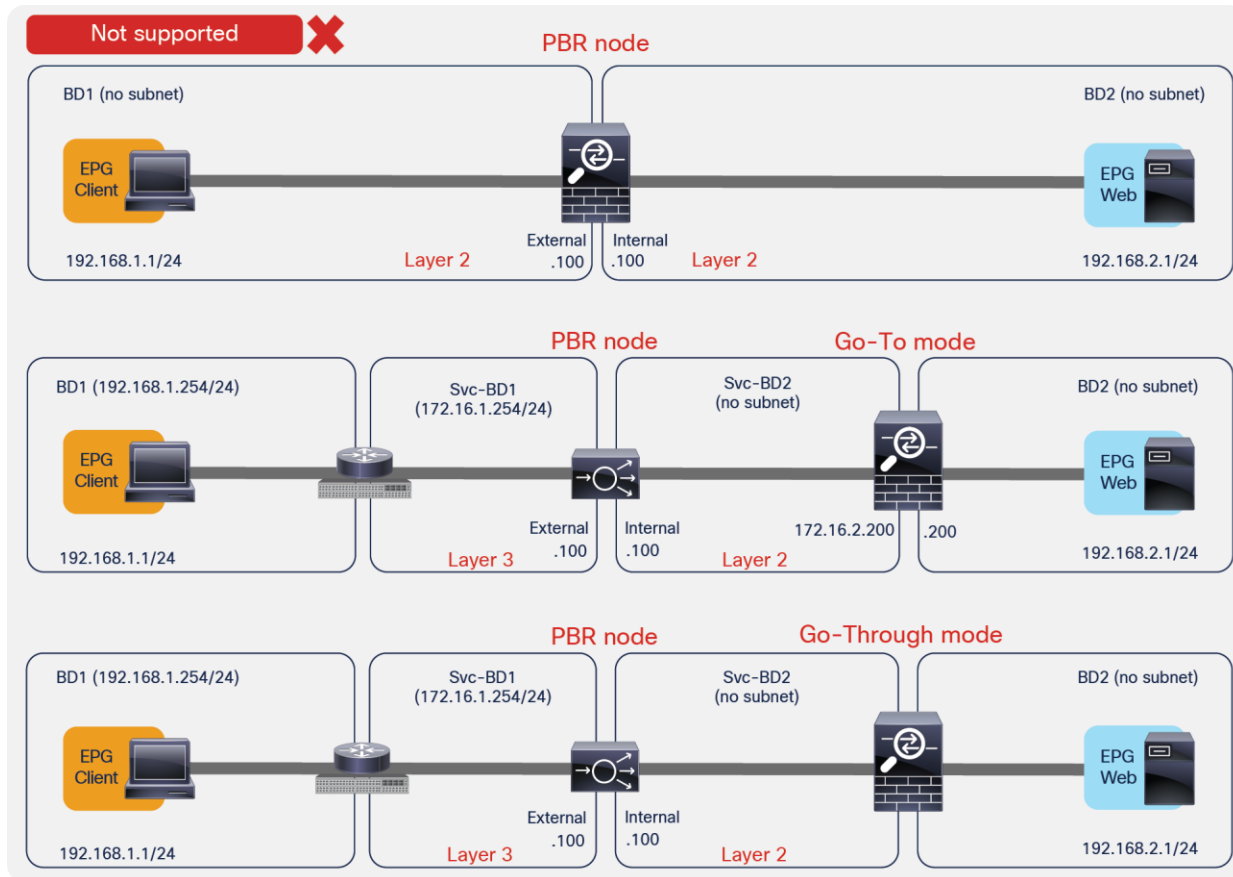 Not supported
PBR node
BD1 (no subnet)
BD2 (no subnet)
EPG
Client
EPG
Web
External
.100
Internal
.100
192.168.1.1/24
Layer 2
Layer 2
192.168.2.1/24
PBR node
Go-To mode
BD1 (192.168.1.254/24)
Svc-BD1
(172.16.1.254/24)
Svc-BD2
(no subnet)
BD2 (no subnet)
EPG
Client
EPG
Web
External
.100
Internal
.100
172.16.2.200
.200
192.168.1.1/24
Layer 3
Layer 2
192.168.2.1/24
PBR node
Go-Through mode
BD1 (192.168.1.254/24)
Svc-BD1
(172.16.1.254/24)
Svc-BD2
(no subnet)
BD2 (no subnet)
EPG
Client
EPG
Web
External
.100
Internal
.100
192.168.1.1/24
Layer 3
Layer 2
192.168.2.1/24